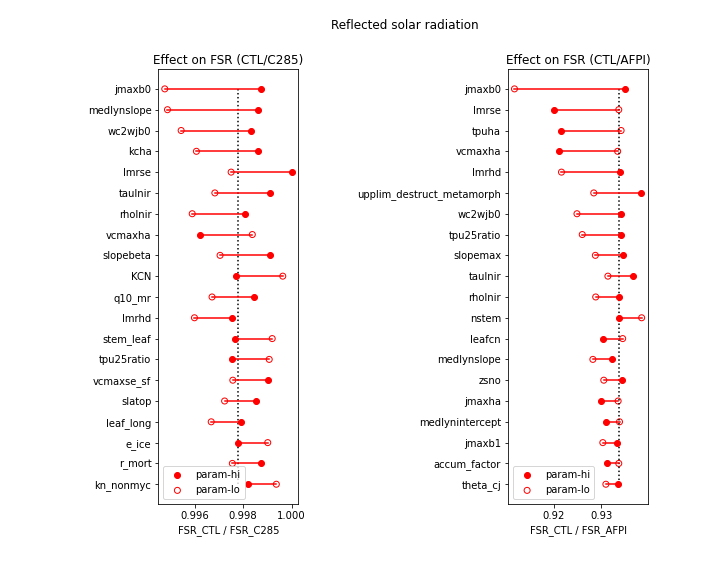 Reflected solar radiation
Effect on FSR (CTL/C285)
jmaxb0
medlynslope
wc2wjb0
kcha
lmrse
taulnir
rholnir
vcmaxha
slopebeta
KCN
q10_mr
lmrhd
stem_leaf
tpu25ratio
vcmaxse_sf
slatop
leaf_long
e_ice
r_mort
kn_nonmyc
param-hi
param-lo
0.996 0.998 1.000
FSR_CTL / FSR_C285
Effect on FSR (CTL/AFPI)
jmaxb0
lmrse
tpuha
vcmaxha
lmrhd
upplim_destruct_metamorph
wc2wjb0
tpu25ratio
slopemax
taulnir
rholnir
nstem
leafcn
medlynslope
zsno
jmaxha
medlynintercept
jmaxb1
accum_factor
theta_cj
param-hi
param-lo
0.92 0.93
FSR_CTL / FSR_AFPI